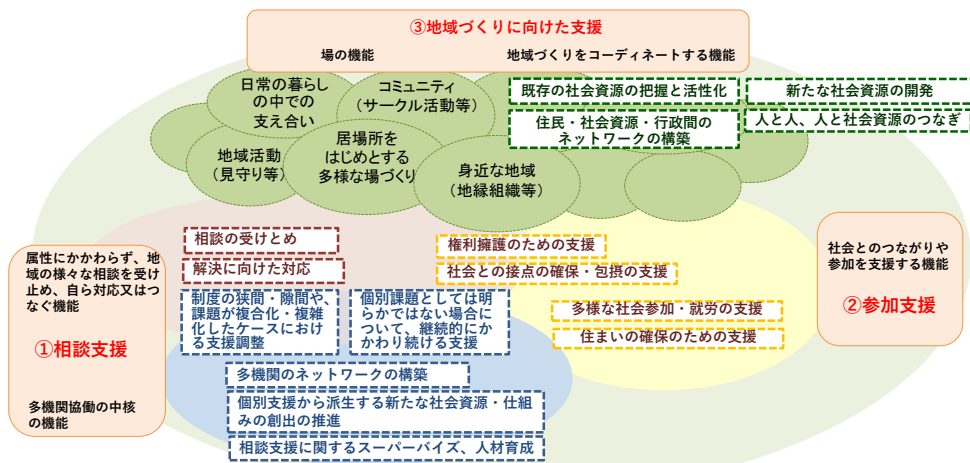 ③地域づくりに向けた支援
場の機能
地域づくりをコーディネートする機能
日常の暮らし
の中での
支え合い
コミュニティ
（サークル活動等）
既存の社会資源の把握と活性化
新たな社会資源の開発
住民・社会資源・行政間の
ネットワークの構築
人と人、人と社会資源のつなぎ
地域活動
（見守り等）
居場所を
はじめとする
多様な場づくり
身近な地域
（地縁組織等）
属性にかかわらず、地
域の様々な相談を受け
止め、自ら対応又はつ
なぐ機能
①相談支援
多機関協働の中核
の機能
相談の受けとめ
解決に向けた対応
制度の狭間・隙間や、
課題が複合化・複雑
化したケースにおけ
る支援調整
個別課題としては明
らかではない場合に
ついて、継続的にか
かわり続ける支援
多機関のネットワークの構築
個別支援から派生する新たな社会資源・仕組
みの創出の推進
相談支援に関するスーパーバイズ、人材育成
権利擁護のための支援
社会との接点の確保・包摂の支援
多様な社会参加・就労の支援
住まいの確保のための支援
社会とのつながりや
参加を支援する機能
②参加支援